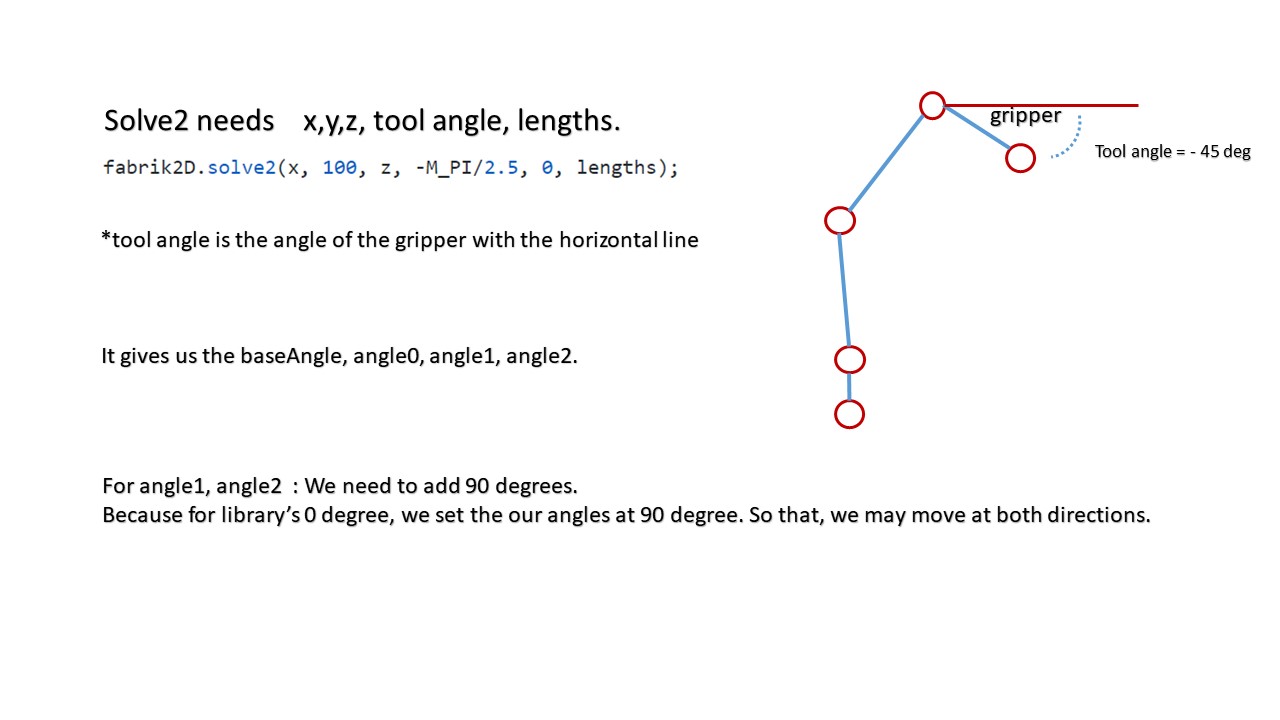 Solve2 needs    x,y,z, tool angle, lengths.
fabrik2D.solve2(x, 100, z, -M_PI/2.5, 0, lengths);
gripper
Tool angle = - 45 deg
*tool angle is the angle of the gripper with the horizontal line
It gives us the baseAngle, angle0, angle1, angle2.
For angle1, angle2  : We need to add 90 degrees.
Because for library’s 0 degree, we set the our angles at 90 degree. So that, we may move at both directions.